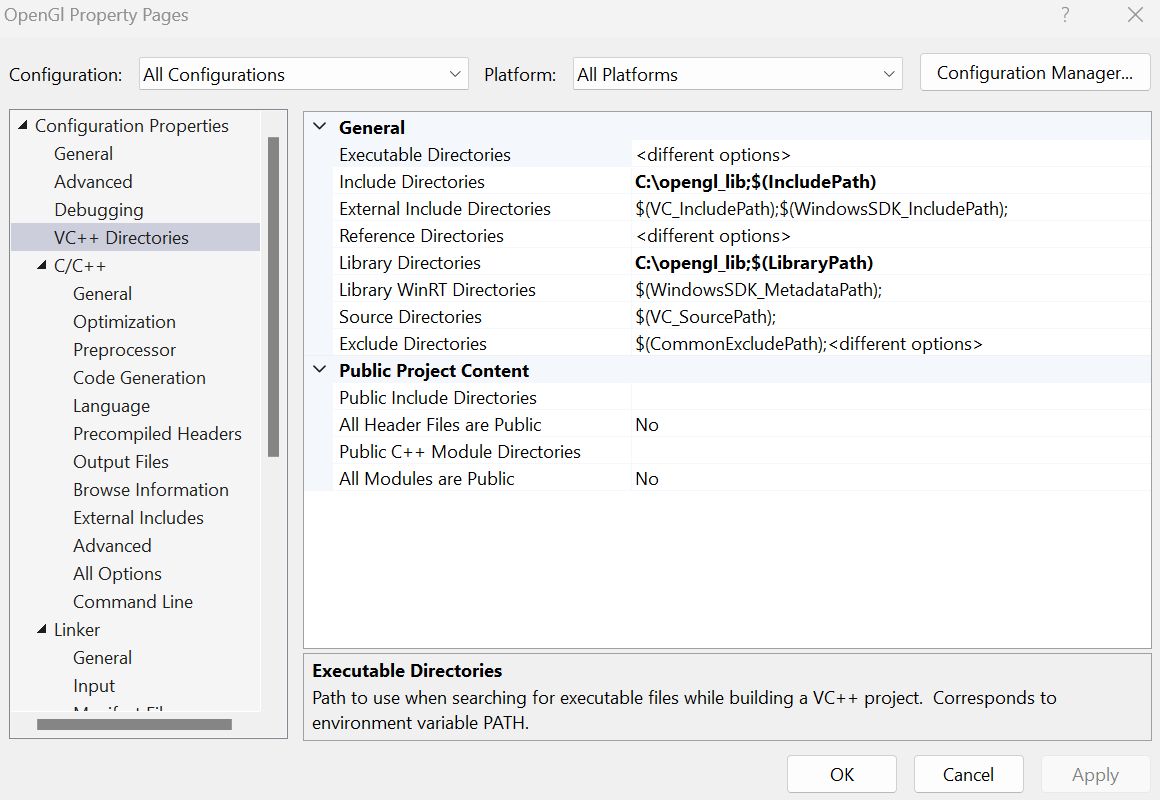 OpenGl Property Pages
?
Configuration: All Configurations Platform: All Platforms Configuration Manager...
Configuration Properties
General
Advanced
Debugging
VC++ Directories
C/C++
General
Optimization
Preprocessor
Code Generation
Language
Precompiled Headers
Output Files
Browse Information
External Includes
Advanced
All Options
Command Line
Linker
General
Input
General
Executable Directories <different options>
Include Directories C:\opengl_lib;$(IncludePath)
External Include Directories $(VC_IncludePath);$(WindowsSDK_IncludePath);
Reference Directories <different options>
Library Directories C:\opengl_lib;$(LibraryPath)
Library WinRT Directories $(WindowsSDK_MetadataPath);
Source Directories $(VC_SourcePath);
Exclude Directories $(CommonExcludePath);<different options>
Public Project Content
Public Include Directories
All Header Files are Public No
Public C++ Module Directories
All Modules are Public No
Executable Directories
Path to use when searching for executable files while building a VC++ project.  Corresponds to
environment variable PATH.
OK Cancel Apply